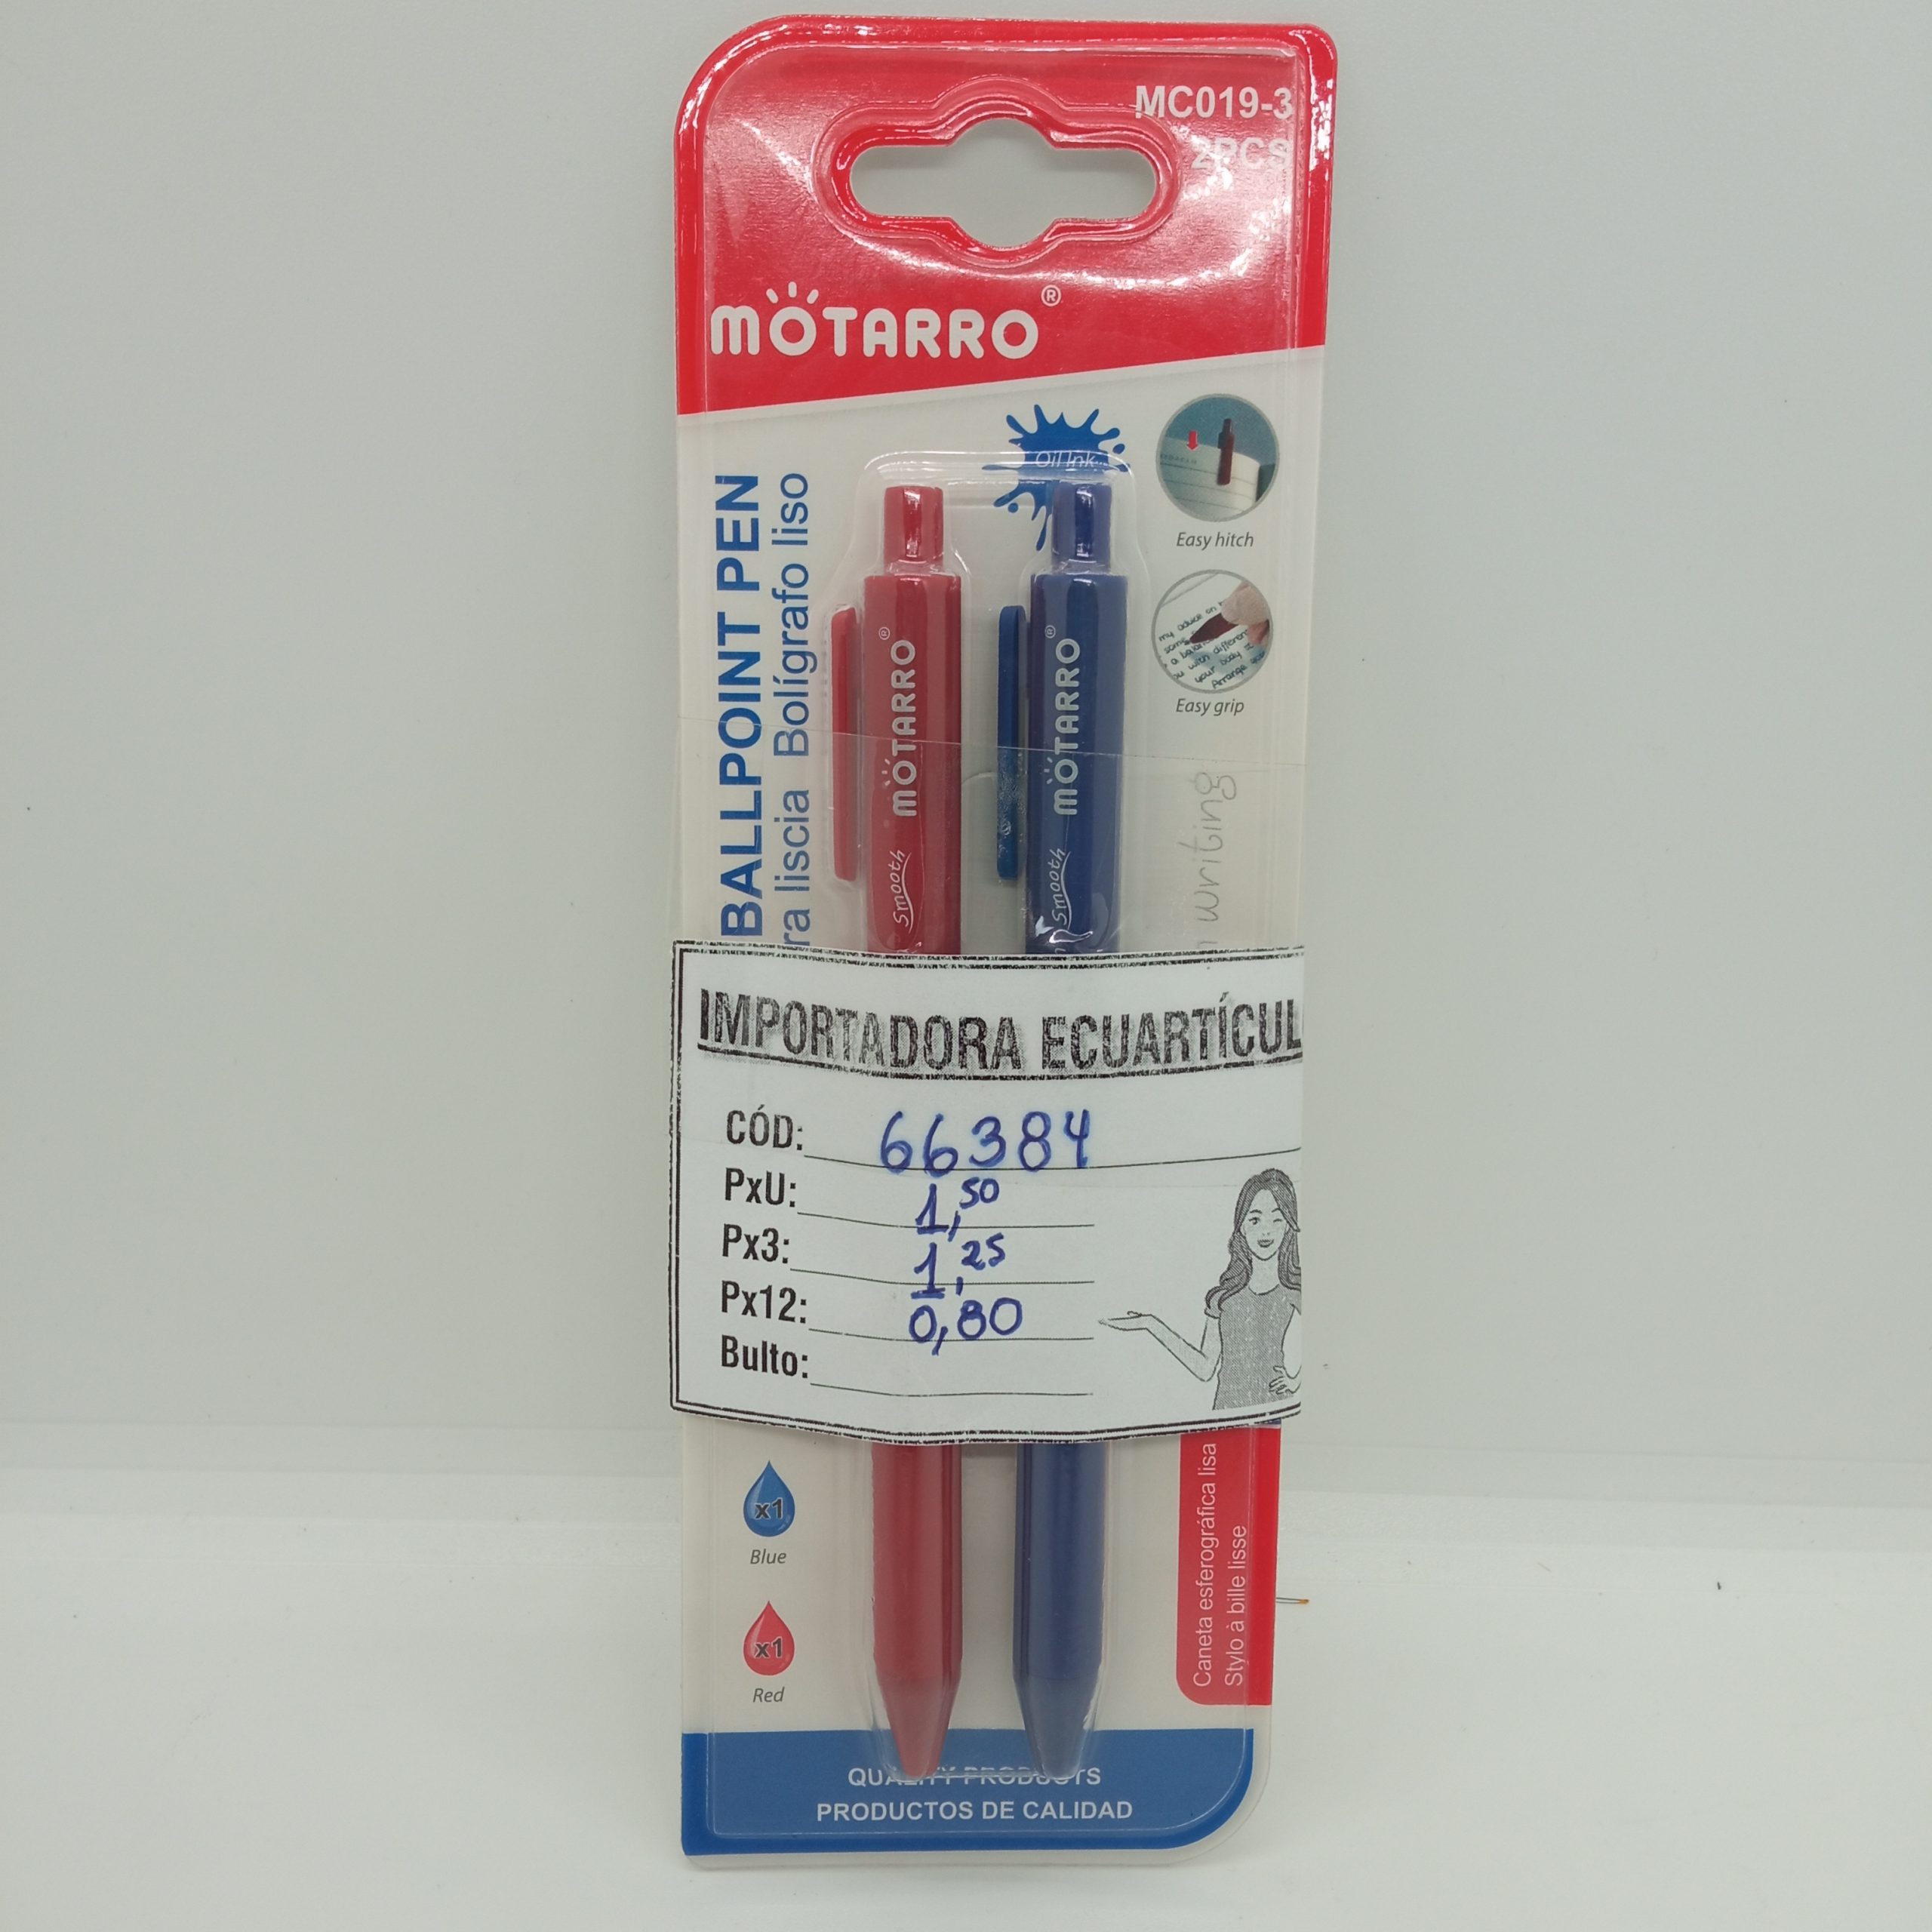 MC019-3
2PCS
MOTARRO®
Oil Ink
BALLPOINT PEN
ra liscia Bolígrafo liso
Easy hitch
Easy grip
MOTARRO®
Smooth
MOTARRO®
Smooth
writing
IMPORTADORA ECUARTÍCUL
CÓD: 66384
PxU: 1,50
Px3: 1,25
Px12: 0,80
Bulto:
x1
Blue
x1
Red
Caneta esferográfica lisa
Stylo à bille lisse
QUALITY PRODUCTS
PRODUCTOS DE CALIDAD